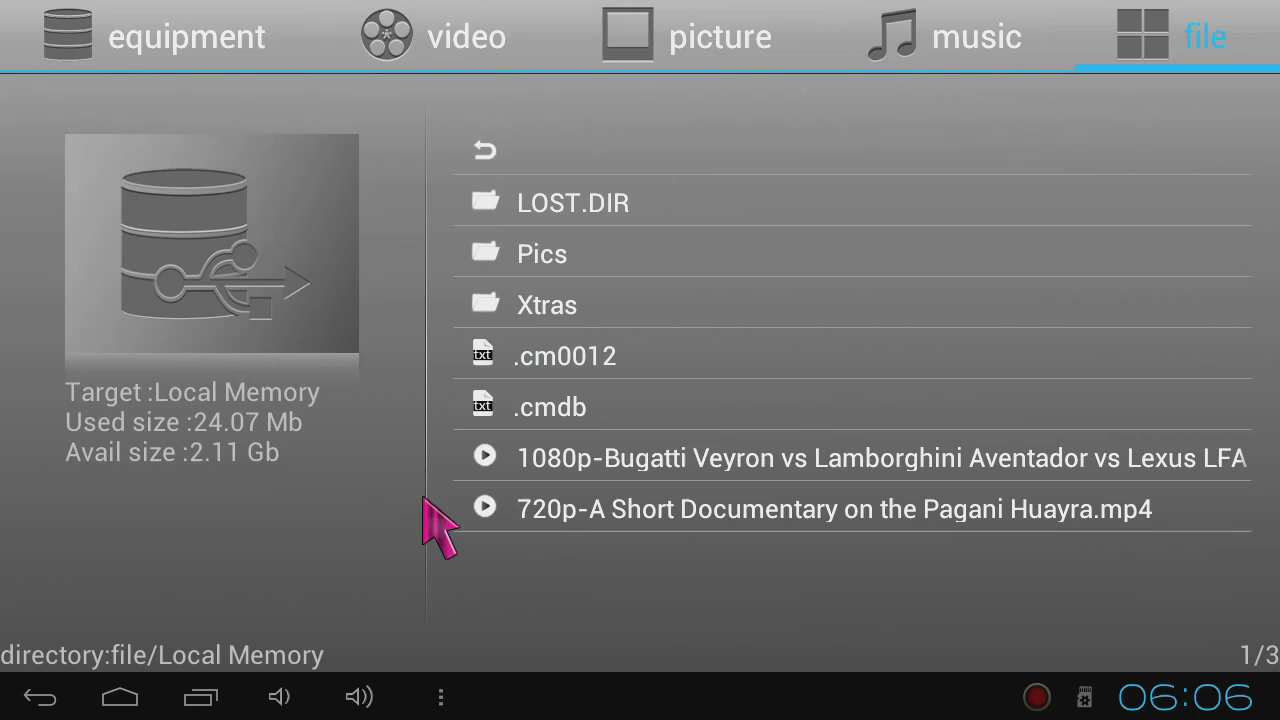 equipment
video
picture
music
file
LOST.DIR
Pics
Xtras
txt .cm0012
txt .cmdb
1080p-Bugatti Veyron vs Lamborghini Aventador vs Lexus LFA
720p-A Short Documentary on the Pagani Huayra.mp4
Target :Local Memory
Used size :24.07 Mb
Avail size :2.11 Gb
directory:file/Local Memory
1/3
06:06